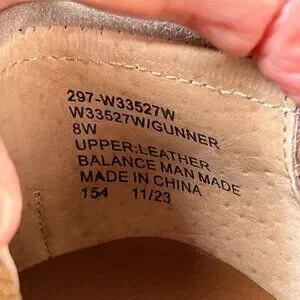 297-W33527W
W33527W/GUNNER
8W
UPPER:LEATHER
BALANCE MAN MADE
MADE IN CHINA
154 11/23